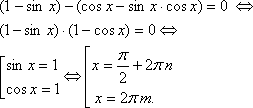 (1 − sin x) − (cos x − sin x · cos x) = 0 ⇔
(1 − sin x) · (1 − cos x) = 0 ⇔
[ sin x = 1 ⇔ [ x = π/2 + 2πn
cos x = 1 x = 2πm.